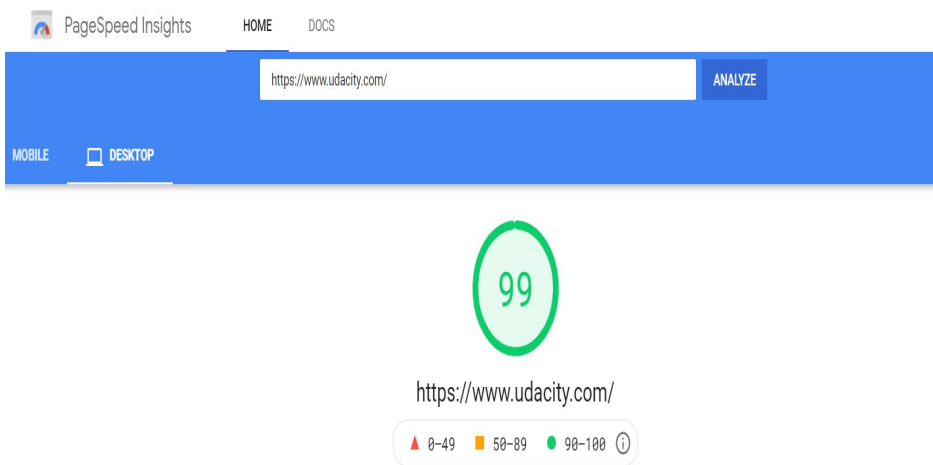 PageSpeed Insights HOME DOCS
https://www.udacity.com/ ANALYZE
MOBILE DESKTOP
99
https://www.udacity.com/
0–49 50–89 90–100